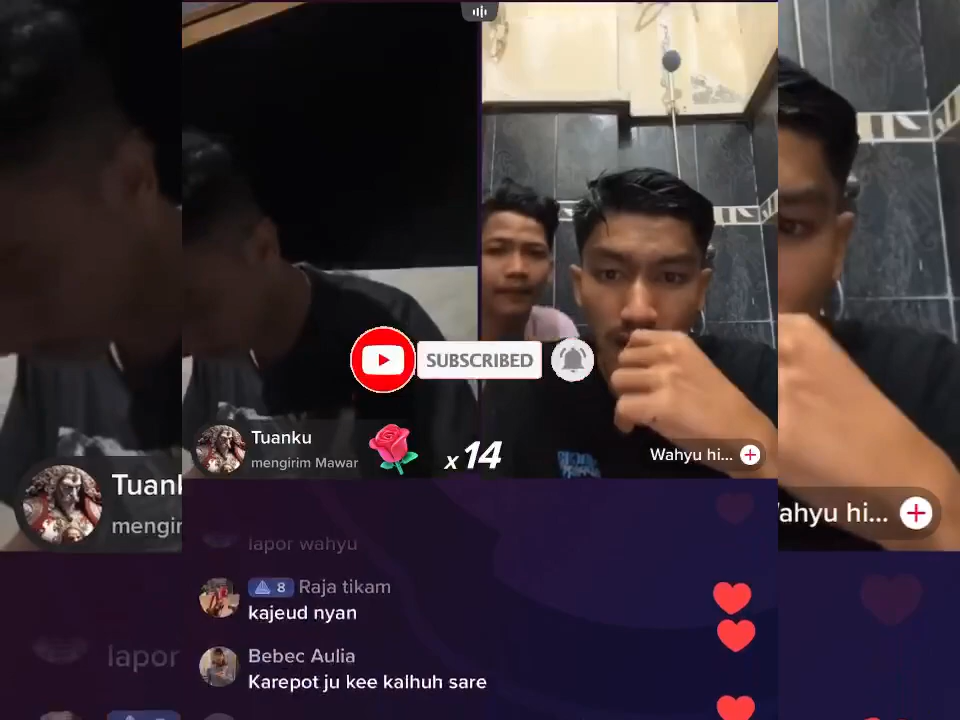 SUBSCRIBED
Tuanku
mengirim Mawar
x 14
Wahyu hi...
lapor wahyu
8 Raja tikam
kajeud nyan
Bebec Aulia
Karepot ju kee kalhuh sare
Tuank
mengir
ahyu hi...
lapor